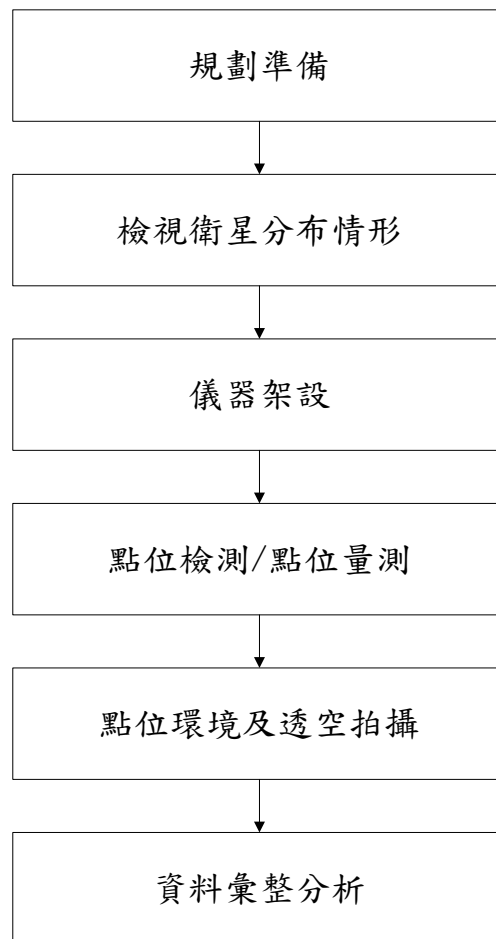 規劃準備
檢視衛星分布情形
儀器架設
點位檢測/點位量測
點位環境及透空拍攝
資料彙整分析